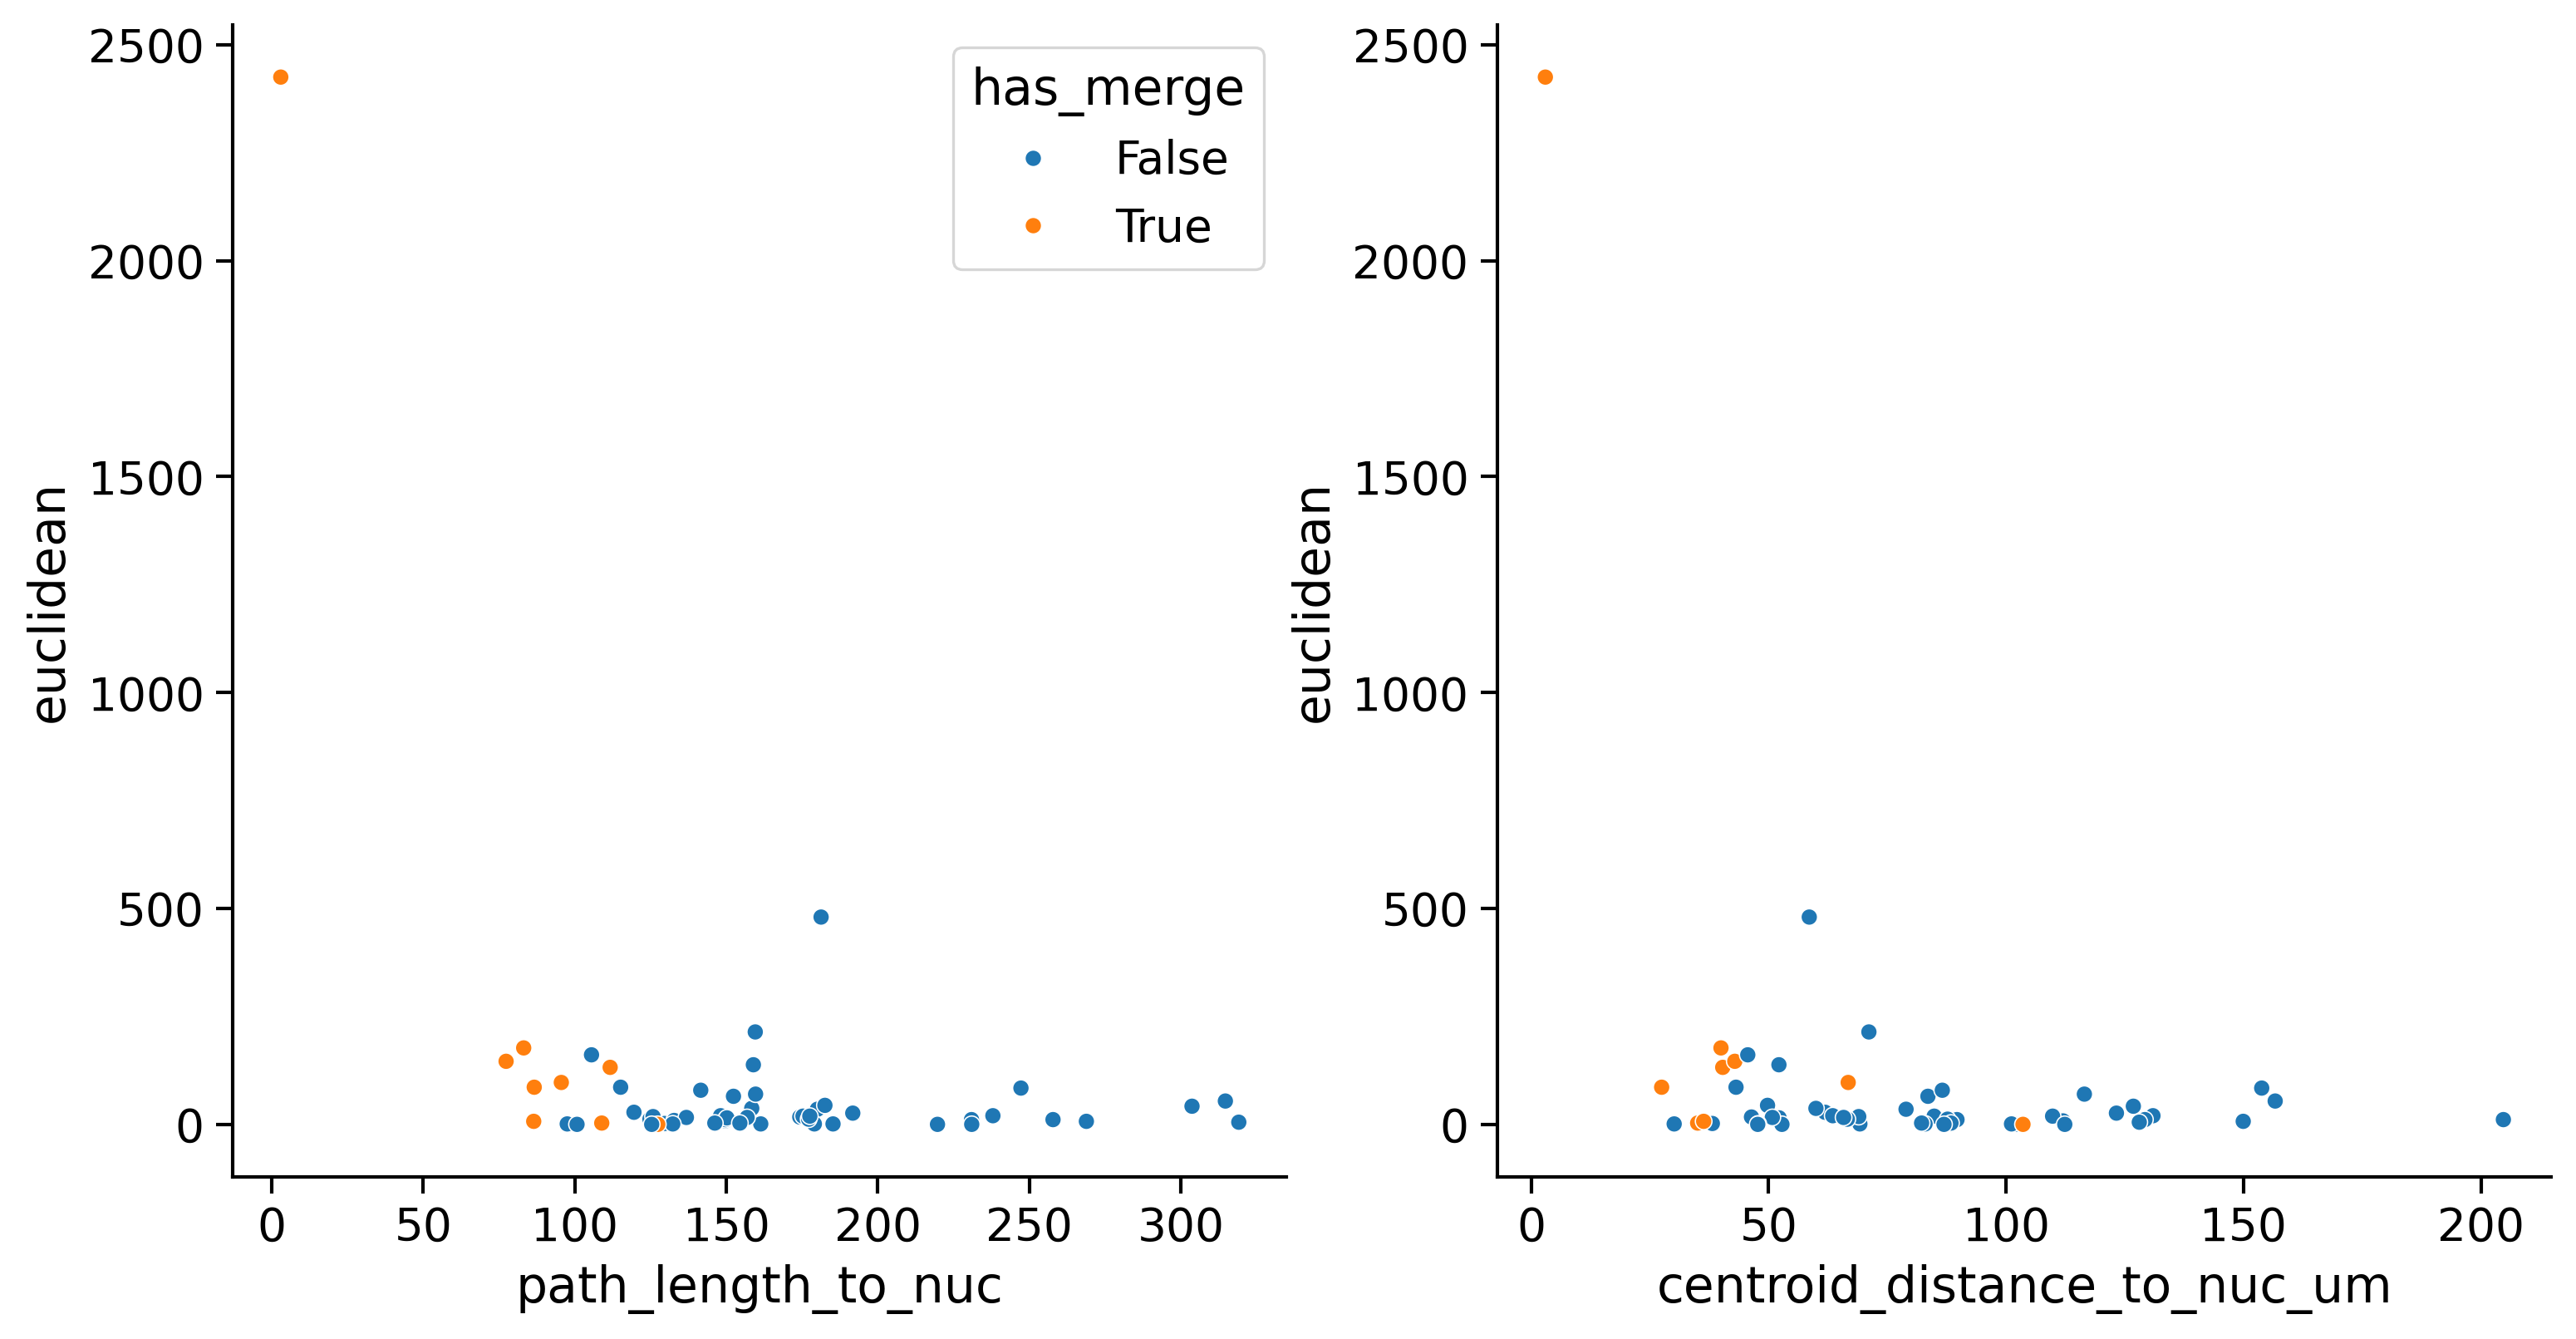 2500
2000
1500
1000
500
0
euclidean
has_merge
False
True
0 50 100 150 200 250 300
path_length_to_nuc
2500
2000
1500
1000
500
0
euclidean
0 50 100 150 200
centroid_distance_to_nuc_um